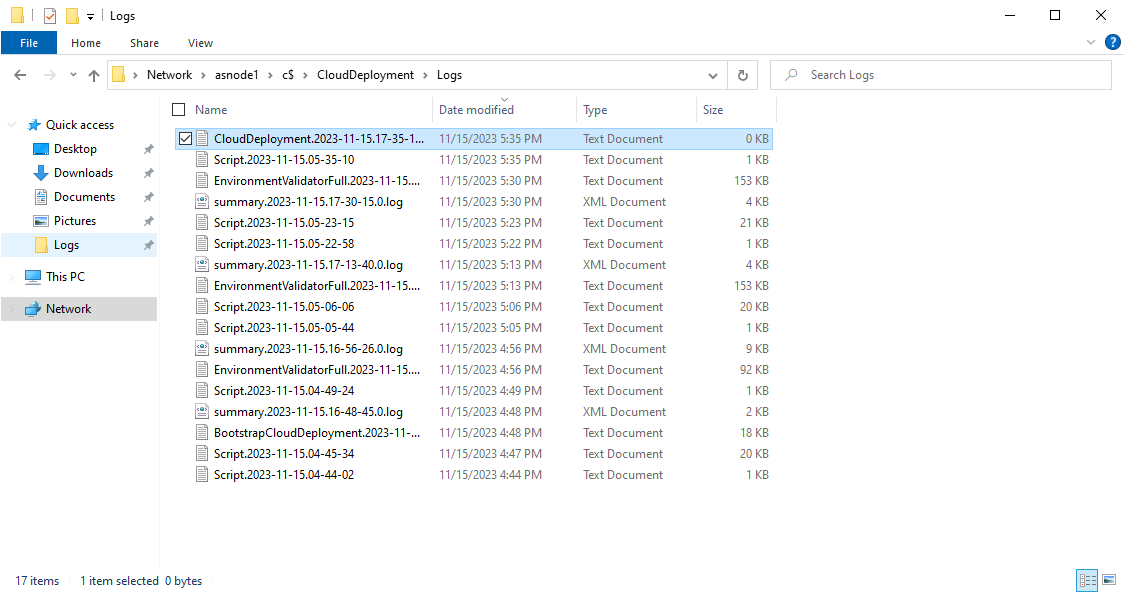 Logs
File Home Share View
Network asnode1 c$ CloudDeployment Logs Search Logs
Name Date modified Type Size
Quick access
Desktop
Downloads
Documents
Pictures
Logs
This PC
Network
CloudDeployment.2023-11-15.17-35-1... 11/15/2023 5:35 PM Text Document 0 KB
Script.2023-11-15.05-35-10 11/15/2023 5:35 PM Text Document 1 KB
EnvironmentValidatorFull.2023-11-15.... 11/15/2023 5:30 PM Text Document 153 KB
summary.2023-11-15.17-30-15.0.log 11/15/2023 5:30 PM XML Document 4 KB
Script.2023-11-15.05-23-15 11/15/2023 5:23 PM Text Document 21 KB
Script.2023-11-15.05-22-58 11/15/2023 5:22 PM Text Document 1 KB
summary.2023-11-15.17-13-40.0.log 11/15/2023 5:13 PM XML Document 4 KB
EnvironmentValidatorFull.2023-11-15.... 11/15/2023 5:13 PM Text Document 153 KB
Script.2023-11-15.05-06-06 11/15/2023 5:06 PM Text Document 20 KB
Script.2023-11-15.05-05-44 11/15/2023 5:05 PM Text Document 1 KB
summary.2023-11-15.16-56-26.0.log 11/15/2023 4:56 PM XML Document 9 KB
EnvironmentValidatorFull.2023-11-15.... 11/15/2023 4:56 PM Text Document 92 KB
Script.2023-11-15.04-49-24 11/15/2023 4:49 PM Text Document 1 KB
summary.2023-11-15.16-48-45.0.log 11/15/2023 4:48 PM XML Document 2 KB
BootstrapCloudDeployment.2023-11-... 11/15/2023 4:48 PM Text Document 18 KB
Script.2023-11-15.04-45-34 11/15/2023 4:47 PM Text Document 20 KB
Script.2023-11-15.04-44-02 11/15/2023 4:44 PM Text Document 1 KB
17 items 1 item selected 0 bytes